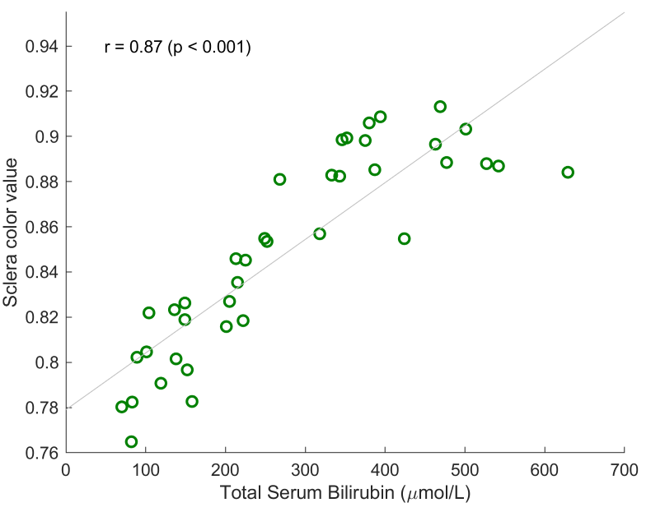 r = 0.87 (p < 0.001)
0.94
0.92
0.9
0.88
0.86
0.84
0.82
0.8
0.78
0.76
Sclera color value
0 100 200 300 400 500 600 700
Total Serum Bilirubin (μmol/L)